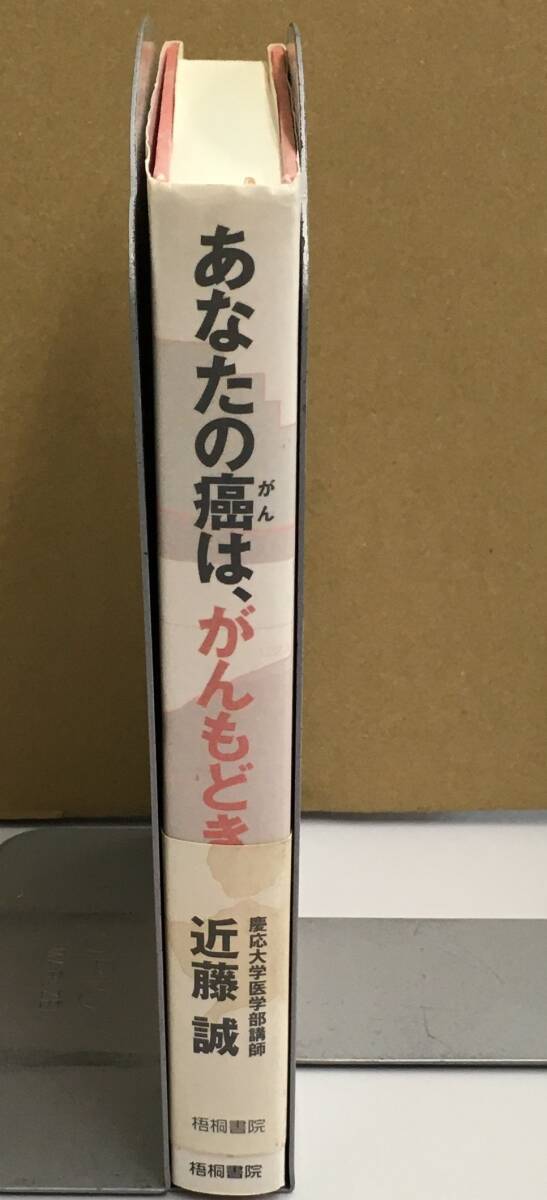 あなたの癌は、がんもどき
がん
慶応大学医学部講師
近藤 誠
梧桐書院
梧桐書院